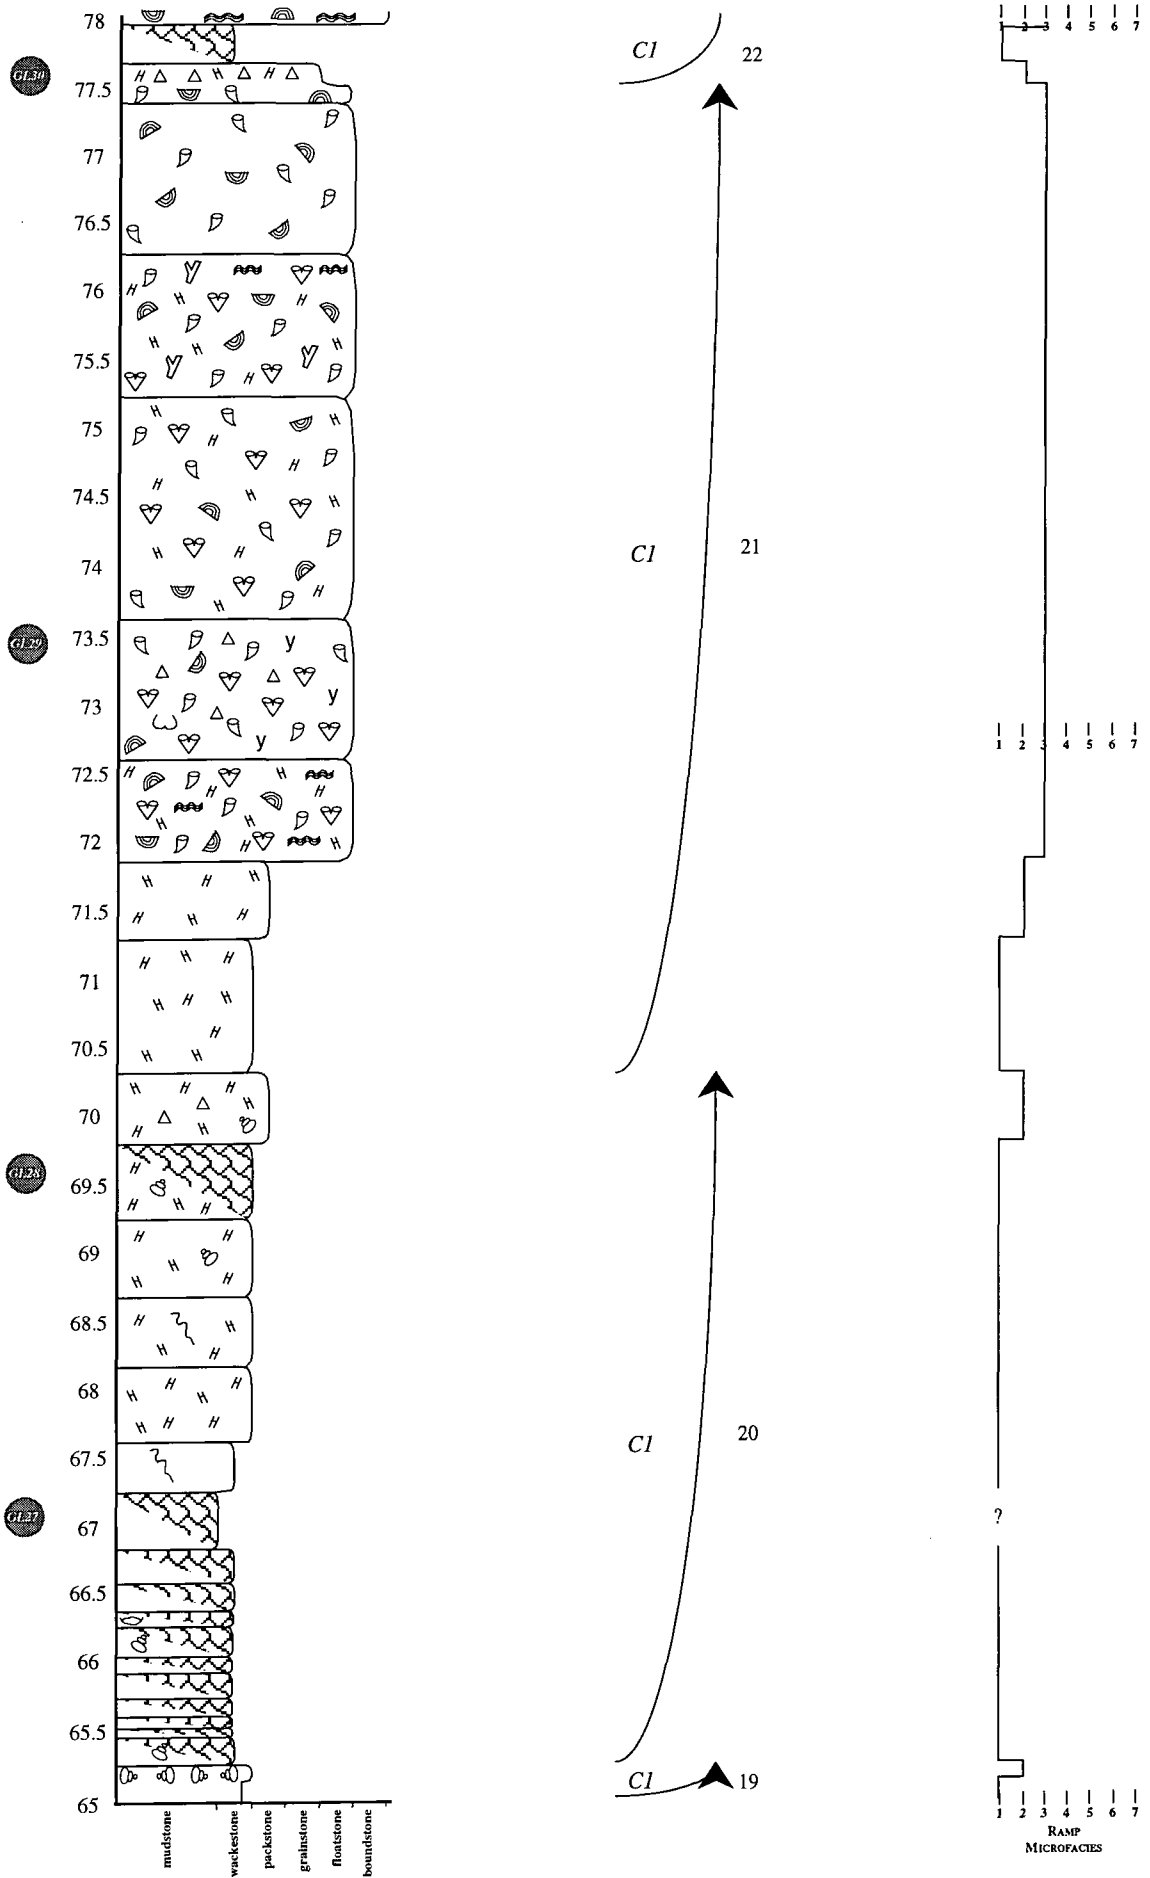 78
1 2 3 4 5 6 7
C1 22
GL30
77.5
77
76.5
76
75.5
75
74.5
C1 21
74
GL29
73.5
73
1 2 3 4 5 6 7
72.5
72
71.5
71
70.5
70
GL28
69.5
69
68.5
68
C1 20
67.5
GL27
67
?
66.5
66
65.5
C1 19
65
1 2 3 4 5 6 7
mudstone
wackestone
packstone
grainstone
floatstone
boundstone
RAMP
MICROFACIES